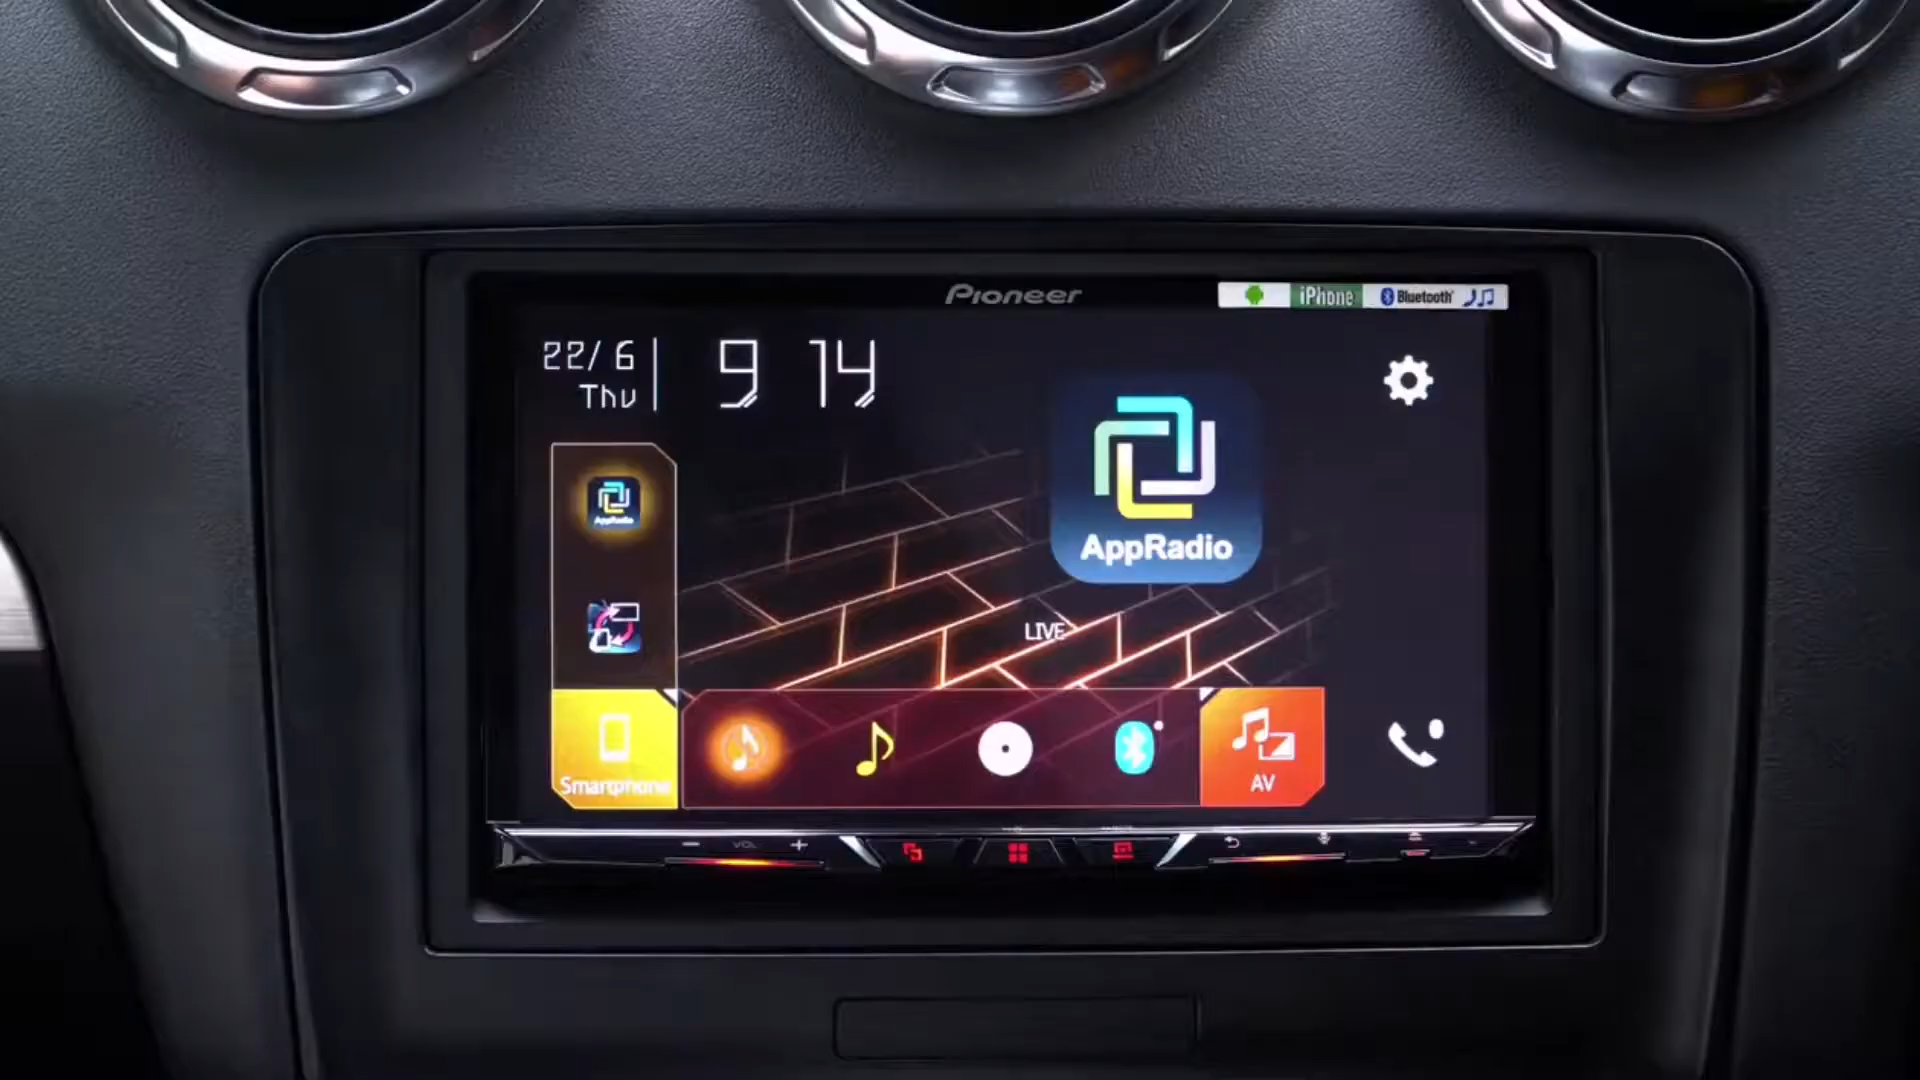 Pioneer
iPhone
Bluetooth
22/ 6
Thu
9 14
AppRadio
AppRadio
LIVE
Smartphone
AV
VOL